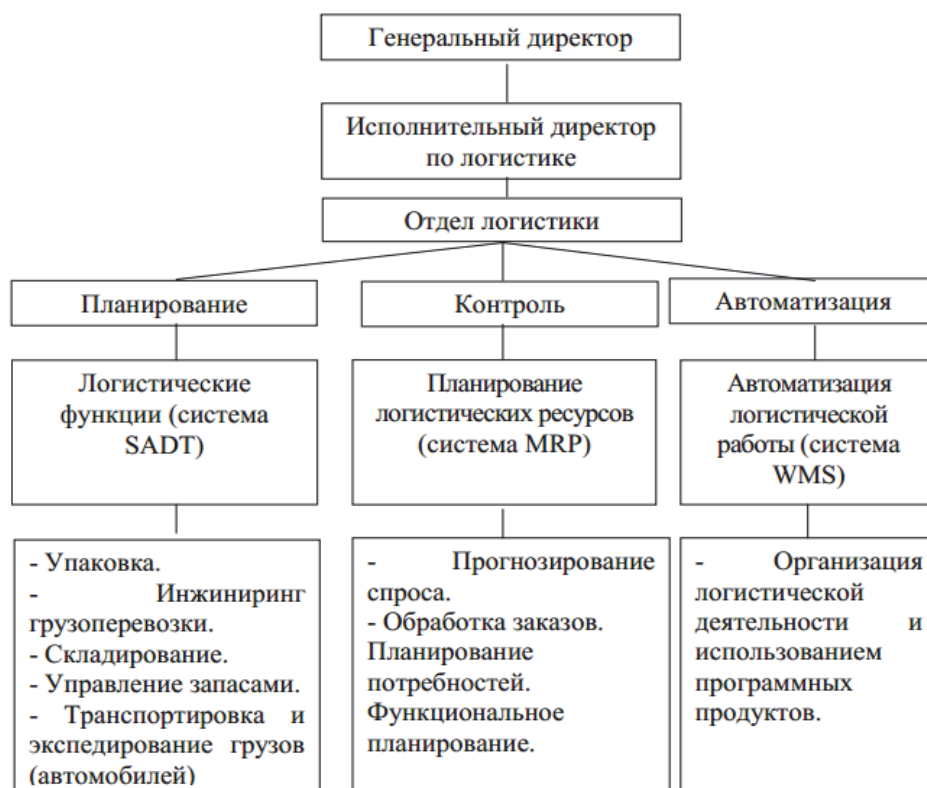 Генеральный директор
Исполнительный директор
по логистике
Отдел логистики
Планирование
Контроль
Автоматизация
Логистические
функции (система
SADT)
Планирование
логистических ресурсов
(система MRP)
Автоматизация
логистической
работы (система
WMS)
- Упаковка.
- Инжиниринг
грузоперевозки.
- Складирование.
- Управление запасами.
- Транспортировка и
экспедирование грузов
(автомобилей)
- Прогнозирование
спроса.
- Обработка заказов.
Планирование
потребностей.
Функциональное
планирование.
- Организация
логистической
деятельности и
использованием
программных
продуктов.